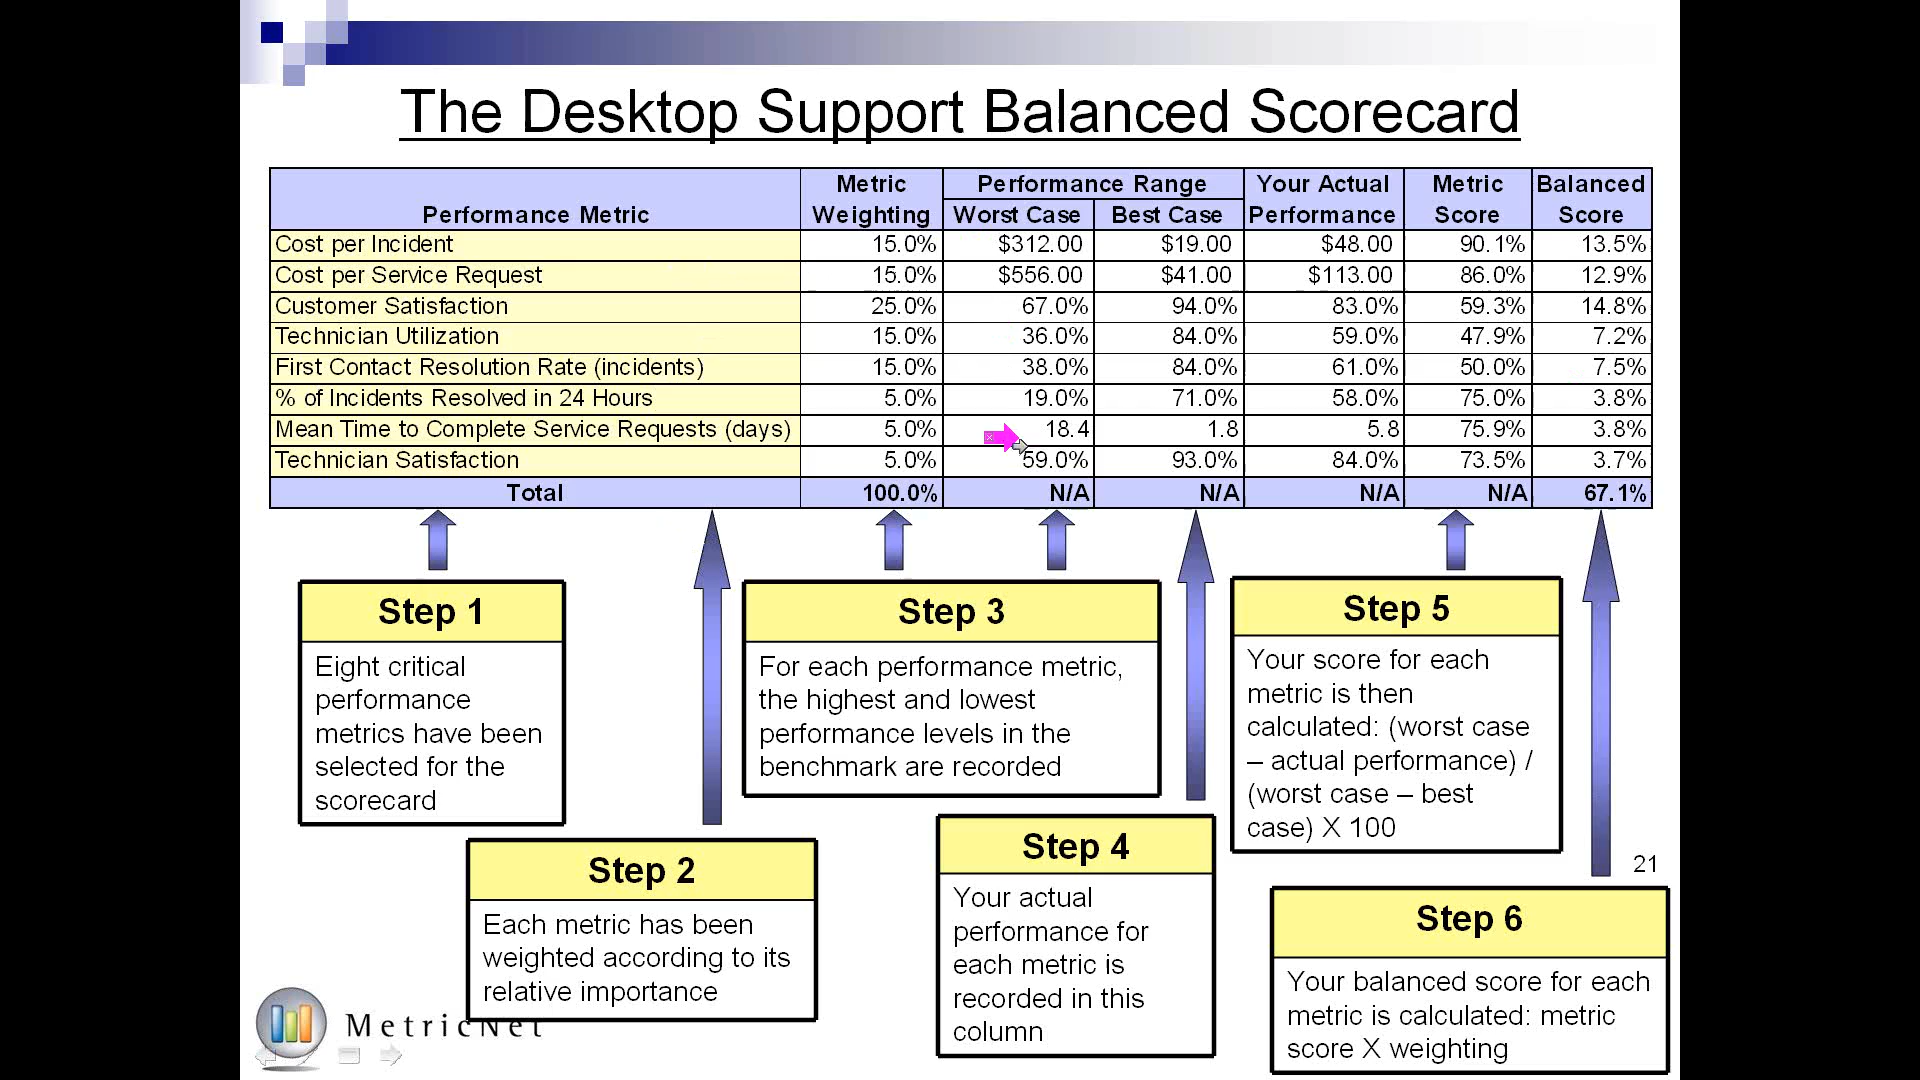 The Desktop Support Balanced Scorecard
Metric Performance Range Your Actual Metric Balanced
Performance Metric Weighting Worst Case Best Case Performance Score Score
Cost per Incident 15.0% $312.00 $19.00 $48.00 90.1% 13.5%
Cost per Service Request 15.0% $556.00 $41.00 $113.00 86.0% 12.9%
Customer Satisfaction 25.0% 67.0% 94.0% 83.0% 59.3% 14.8%
Technician Utilization 15.0% 36.0% 84.0% 59.0% 47.9% 7.2%
First Contact Resolution Rate (incidents) 15.0% 38.0% 84.0% 61.0% 50.0% 7.5%
% of Incidents Resolved in 24 Hours 5.0% 19.0% 71.0% 58.0% 75.0% 3.8%
Mean Time to Complete Service Requests (days) 5.0% 18.4 1.8 5.8 75.9% 3.8%
Technician Satisfaction 5.0% 59.0% 93.0% 84.0% 73.5% 3.7%
Total 100.0% N/A N/A N/A N/A 67.1%
Step 1
Eight critical
performance
metrics have been
selected for the
scorecard
Step 2
Each metric has been
weighted according to its
relative importance
Step 3
For each performance metric,
the highest and lowest
performance levels in the
benchmark are recorded
Step 4
Your actual
performance for
each metric is
recorded in this
column
Step 5
Your score for each
metric is then
calculated: (worst case
– actual performance) /
(worst case – best
case) X 100
Step 6
Your balanced score for each
metric is calculated: metric
score X weighting
21
MetricNet